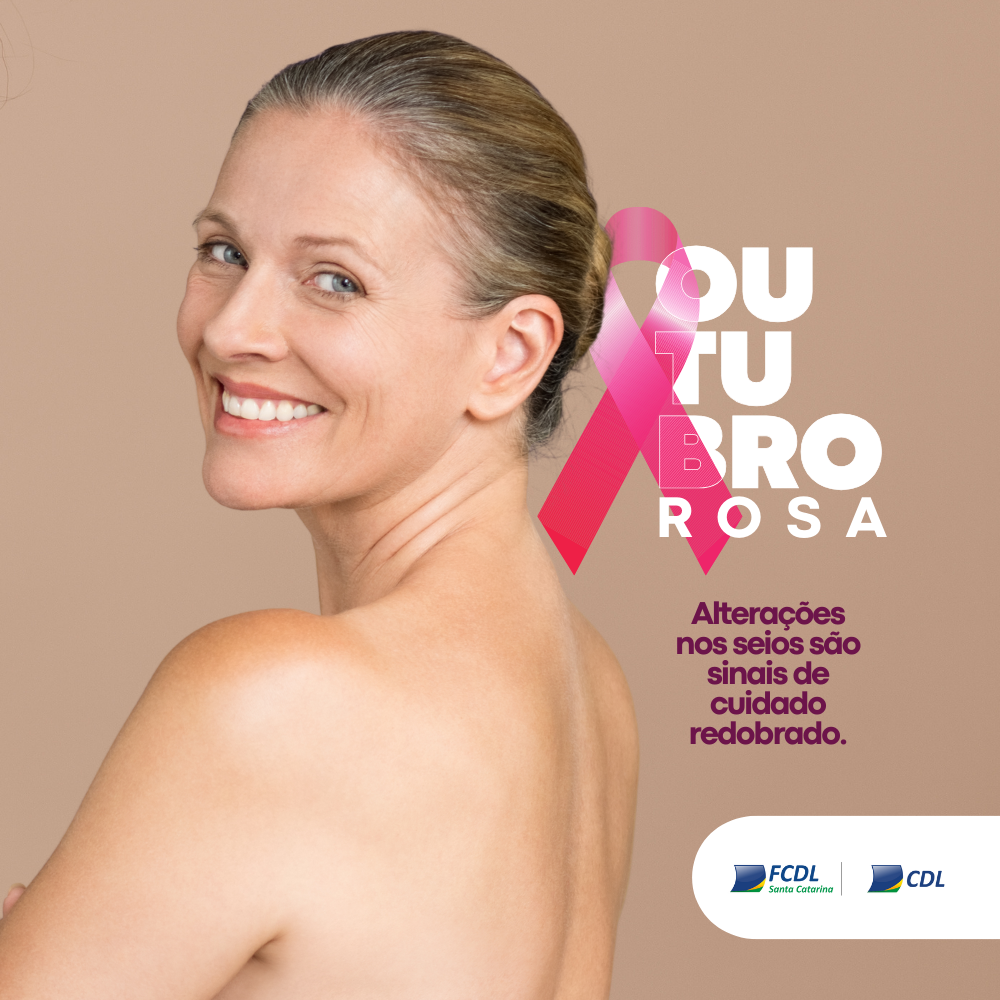 OU
TU
BRO
ROSA
Alterações
nos seios são
sinais de
cuidado
redobrado.
FCDL
Santa Catarina
CDL